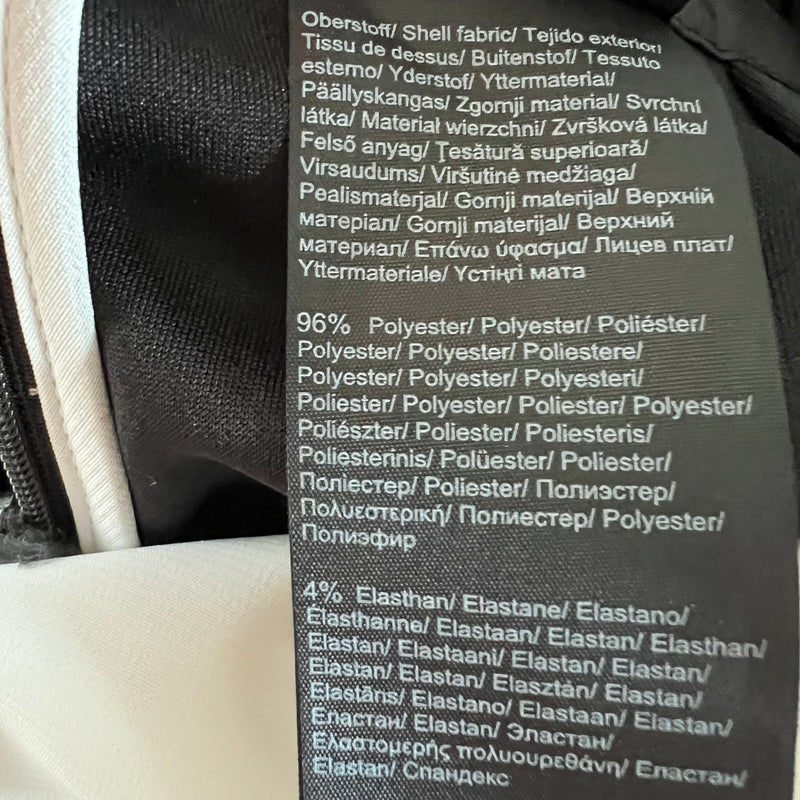 Oberstoff/ Shell fabric/ Tejido exterior/
Tissu de dessus/ Buitenstof/ Tessuto
esterno/ Yderstof/ Yttermaterial/
Päällyskangas/ Zgornji material/ Svrchní
látka/ Materiał wierzchni/ Zvršková látka/
Felső anyag/ Ţesătură superioară/
Virsaudums/ Viršutinė medžiaga/
Pealismaterjal/ Gornji materijal/ Верхній
матеріал/ Gornji materijal/ Верхний
материал/ Επάνω ύφασμα/ Лицев плат/
Yttermateriale/ Үстіңгі мата
96% Polyester/ Polyester/ Poliéster/
Polyester/ Polyester/ Poliestere/
Polyester/ Polyester/ Polyesteri/
Poliester/ Polyester/ Poliester/ Polyester/
Poliészter/ Poliester/ Poliesteris/
Poliesterinis/ Polüester/ Poliester/
Поліестер/ Poliester/ Полиэстер/
Πολυεστερική/ Полиестер/ Polyester/
Полиэфир
4% Elasthan/ Elastane/ Elastano/
Élasthanne/ Elastaan/ Elastan/ Elasthan/
Elastan/ Elastaani/ Elastan/ Elastan/
Elastan/ Elastan/ Elasztán/ Elastan/
Elastāns/ Elastano/ Elastaan/ Elastan/
Еластан/ Elastan/ Эластан/
Ελαστομερής πολυουρεθάνη/ Еластан/
Elastan/ Спандекс